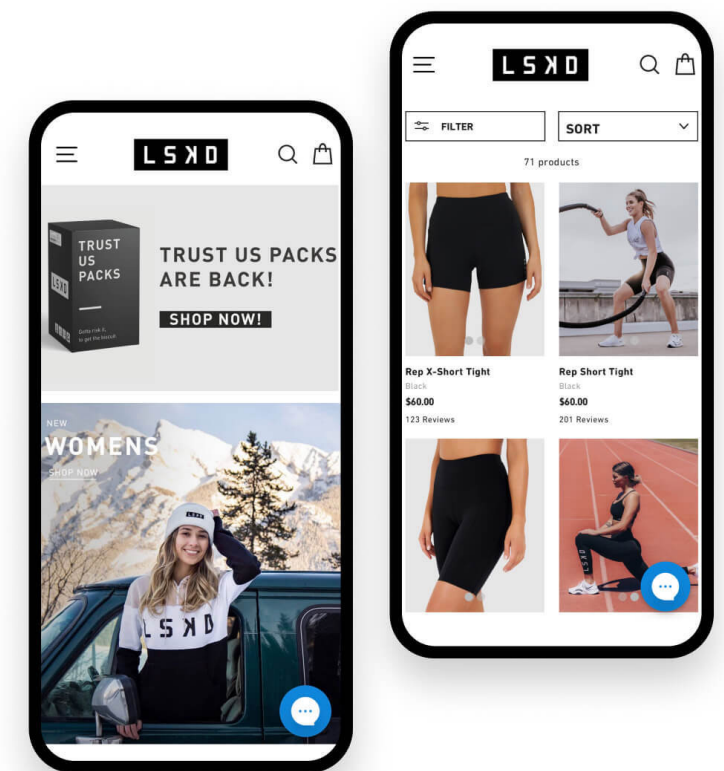 LSKD
TRUST
US
PACKS
LSKD
TRUST US PACKS
ARE BACK!
SHOP NOW!
NEW
WOMENS
SHOP NOW
LSKD
LSKD
LSKD
FILTER
SORT
71 products
Rep X-Short Tight
Black
$60.00
123 Reviews
Rep Short Tight
Black
$60.00
201 Reviews
LSKD